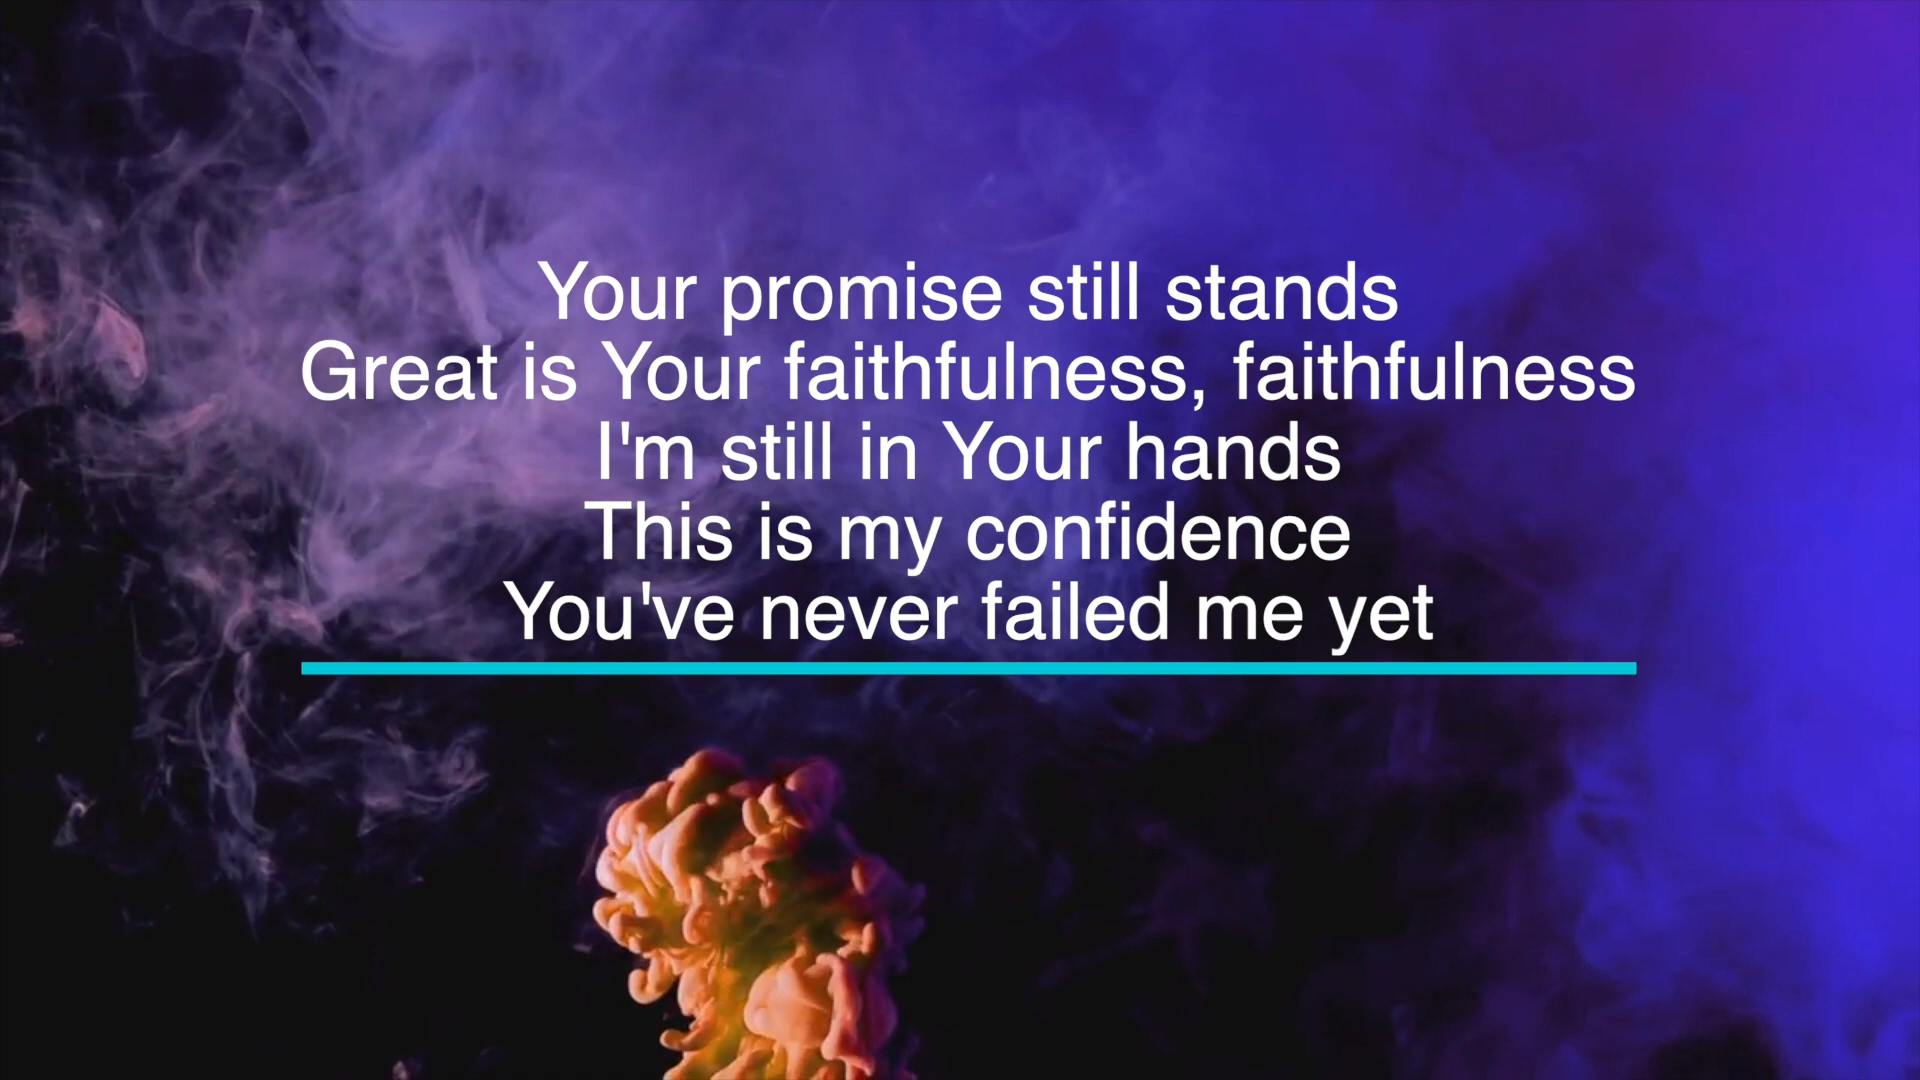 Your promise still stands
Great is Your faithfulness, faithfulness
I'm still in Your hands
This is my confidence
You've never failed me yet